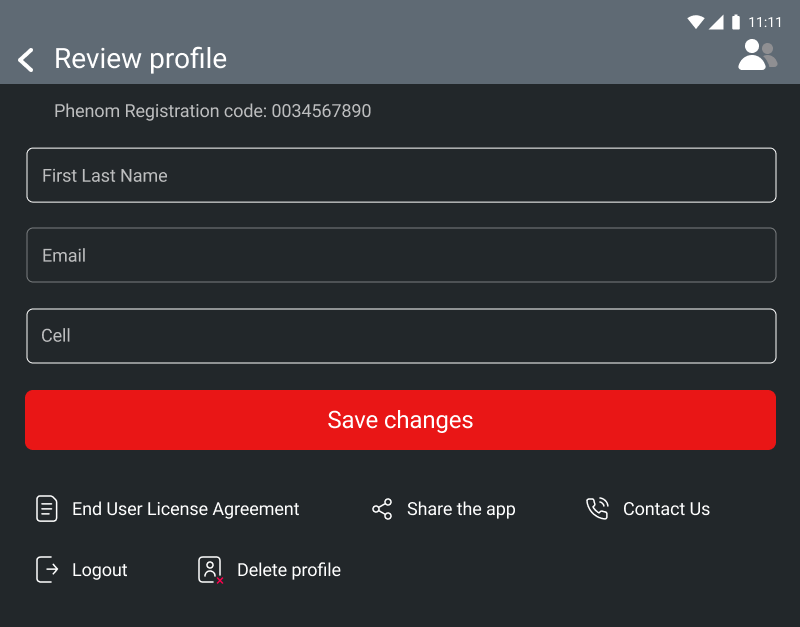 11:11
Review profile
Phenom Registration code: 0034567890
First Last Name
Email
Cell
Save changes
End User License Agreement
Share the app
Contact Us
Logout
Delete profile